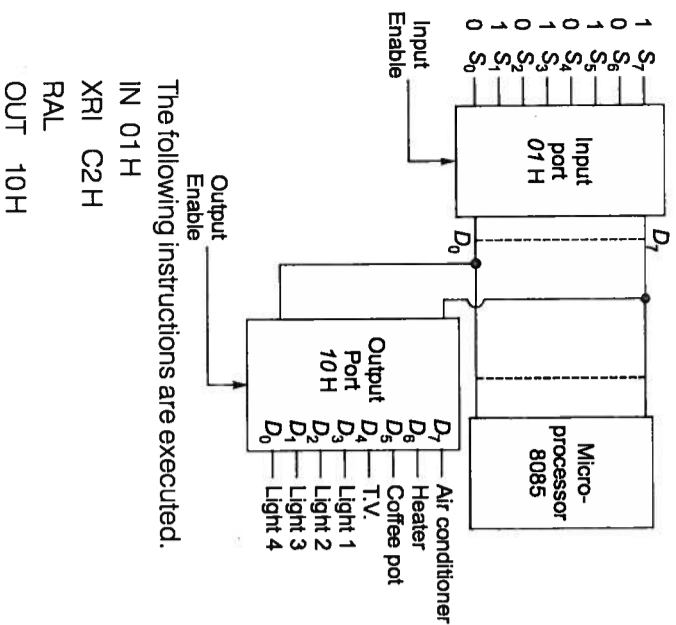 1 S₇
0 S₆
1 S₅
0 S₄
1 S₃
0 S₂
1 S₁
0 S₀
Input
Enable
Input
port
01 H
D₇
D₀
Micro-
processor
8085
Output
Enable
Output
Port
10 H
D₇ Air conditioner
D₆ Heater
D₅ Coffee pot
D₄ T.V.
D₃ Light 1
D₂ Light 2
D₁ Light 3
D₀ Light 4
The following instructions are executed.
IN 01 H
XRI C2 H
RAL
OUT 10 H